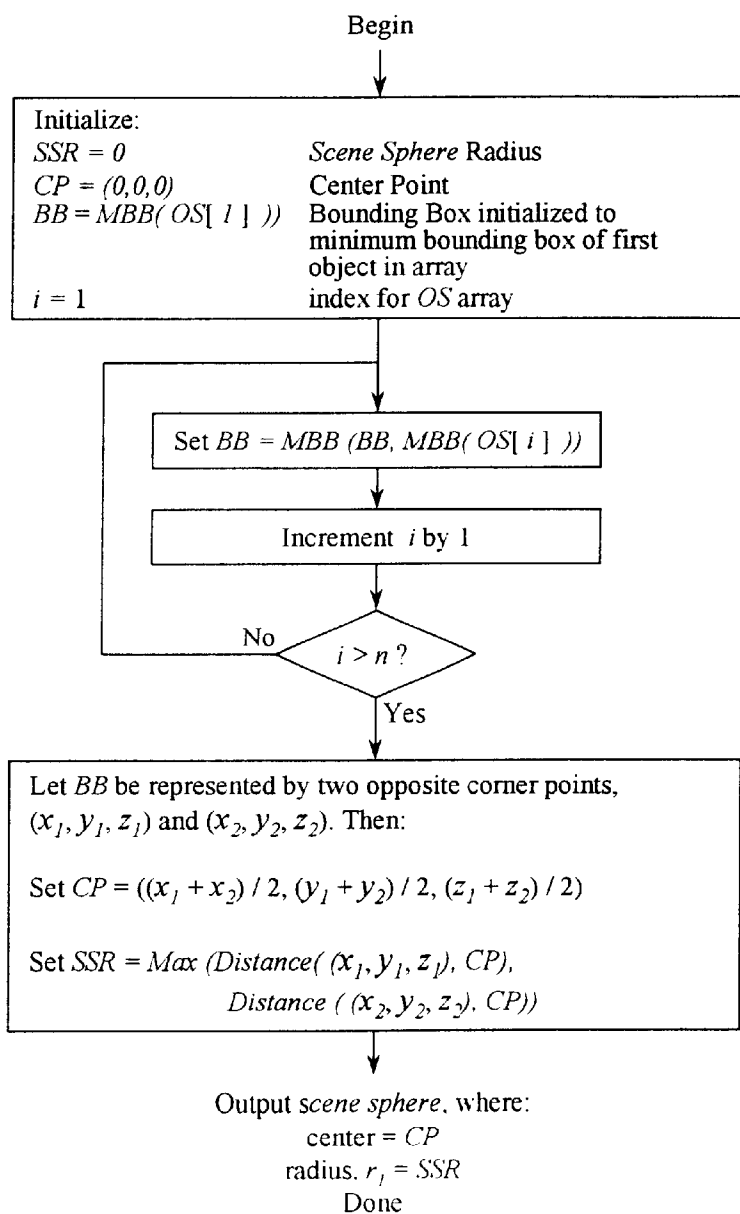 Begin
Initialize:
SSR = 0 Scene Sphere Radius
CP = (0,0,0) Center Point
BB = MBB( OS[ 1 ] )) Bounding Box initialized to
minimum bounding box of first
object in array
i = 1 index for OS array
Set BB = MBB (BB, MBB( OS[ i ] ))
Increment i by 1
No
i > n ?
Yes
Let BB be represented by two opposite corner points,
(x₁, y₁, z₁) and (x₂, y₂, z₂). Then:
Set CP = ((x₁ + x₂) / 2, (y₁ + y₂) / 2, (z₁ + z₂) / 2)
Set SSR = Max (Distance( (x₁, y₁, z₁), CP),
Distance ( (x₂, y₂, z₂), CP))
Output scene sphere, where:
center = CP
radius, r₁ = SSR
Done